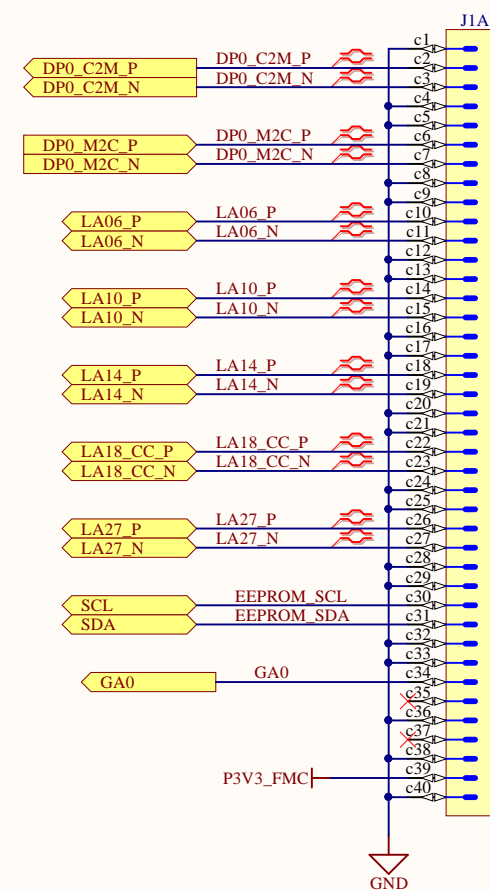 J1A
c1
DP0_C2M_P DP0_C2M_P c2
DP0_C2M_N DP0_C2M_N c3
c4
c5
DP0_M2C_P DP0_M2C_P c6
DP0_M2C_N DP0_M2C_N c7
c8
c9
LA06_P LA06_P c10
LA06_N LA06_N c11
c12
c13
LA10_P LA10_P c14
LA10_N LA10_N c15
c16
c17
LA14_P LA14_P c18
LA14_N LA14_N c19
c20
c21
LA18_CC_P LA18_CC_P c22
LA18_CC_N LA18_CC_N c23
c24
c25
LA27_P LA27_P c26
LA27_N LA27_N c27
c28
c29
SCL EEPROM_SCL c30
SDA EEPROM_SDA c31
c32
c33
GA0 GA0 c34
c35
c36
c37
c38
P3V3_FMC c39
c40
GND